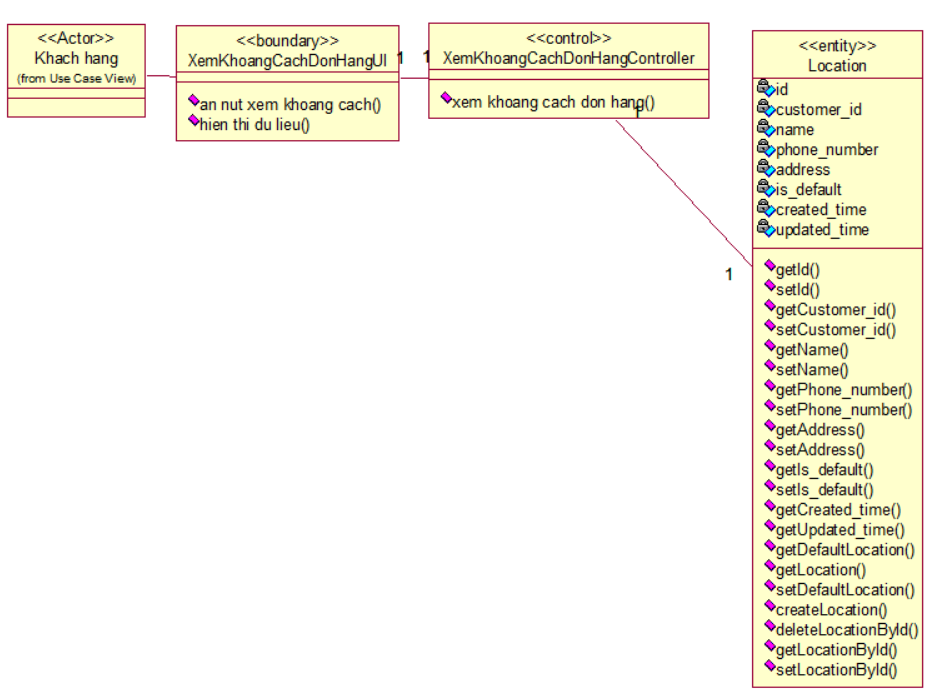 <<Actor>>
Khach hang
(from Use Case View)
<<boundary>>
XemKhoangCachDonHangUI
an nut xem khoang cach()
hien thi du lieu()
1
1
<<control>>
XemKhoangCachDonHangController
xem khoang cach don hang()
1
1
<<entity>>
Location
id
customer_id
name
phone_number
address
is_default
created_time
updated_time
getId()
setId()
getCustomer_id()
setCustomer_id()
getName()
setName()
getPhone_number()
setPhone_number()
getAddress()
setAddress()
getIs_default()
setIs_default()
getCreated_time()
getUpdated_time()
getDefaultLocation()
getLocation()
setDefaultLocation()
createLocation()
deleteLocationById()
getLocationById()
setLocationById()